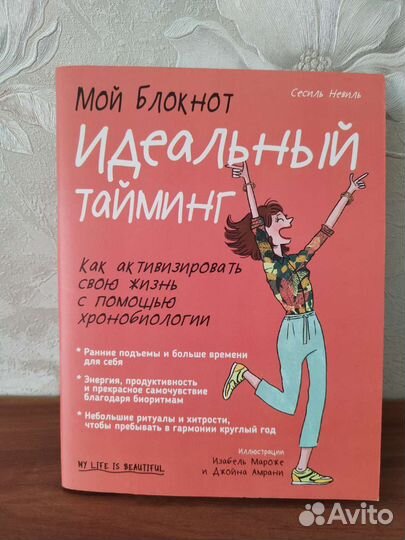 Мой Блокнот
Сесиль Невиль
идеальный
тайминг
Как активизировать
свою жизнь
с помощью
хронобиологии
* Ранние подъемы и больше времени
для себя
* Энергия, продуктивность
и прекрасное самочувствие
благодаря биоритмам
* Небольшие ритуалы и хитрости,
чтобы пребывать в гармонии круглый год
Иллюстрации
Изабель Мароже
и Джойна Амрани
MY LIFE IS BEAUTIFUL
Avito